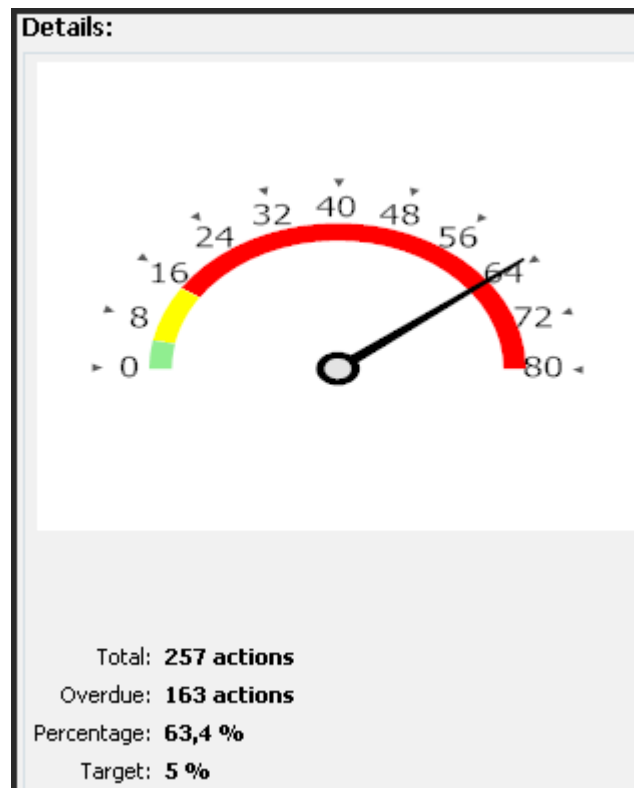 Details:
0
8
16
24
32
40
48
56
64
72
80
Total: 257 actions
Overdue: 163 actions
Percentage: 63,4 %
Target: 5 %